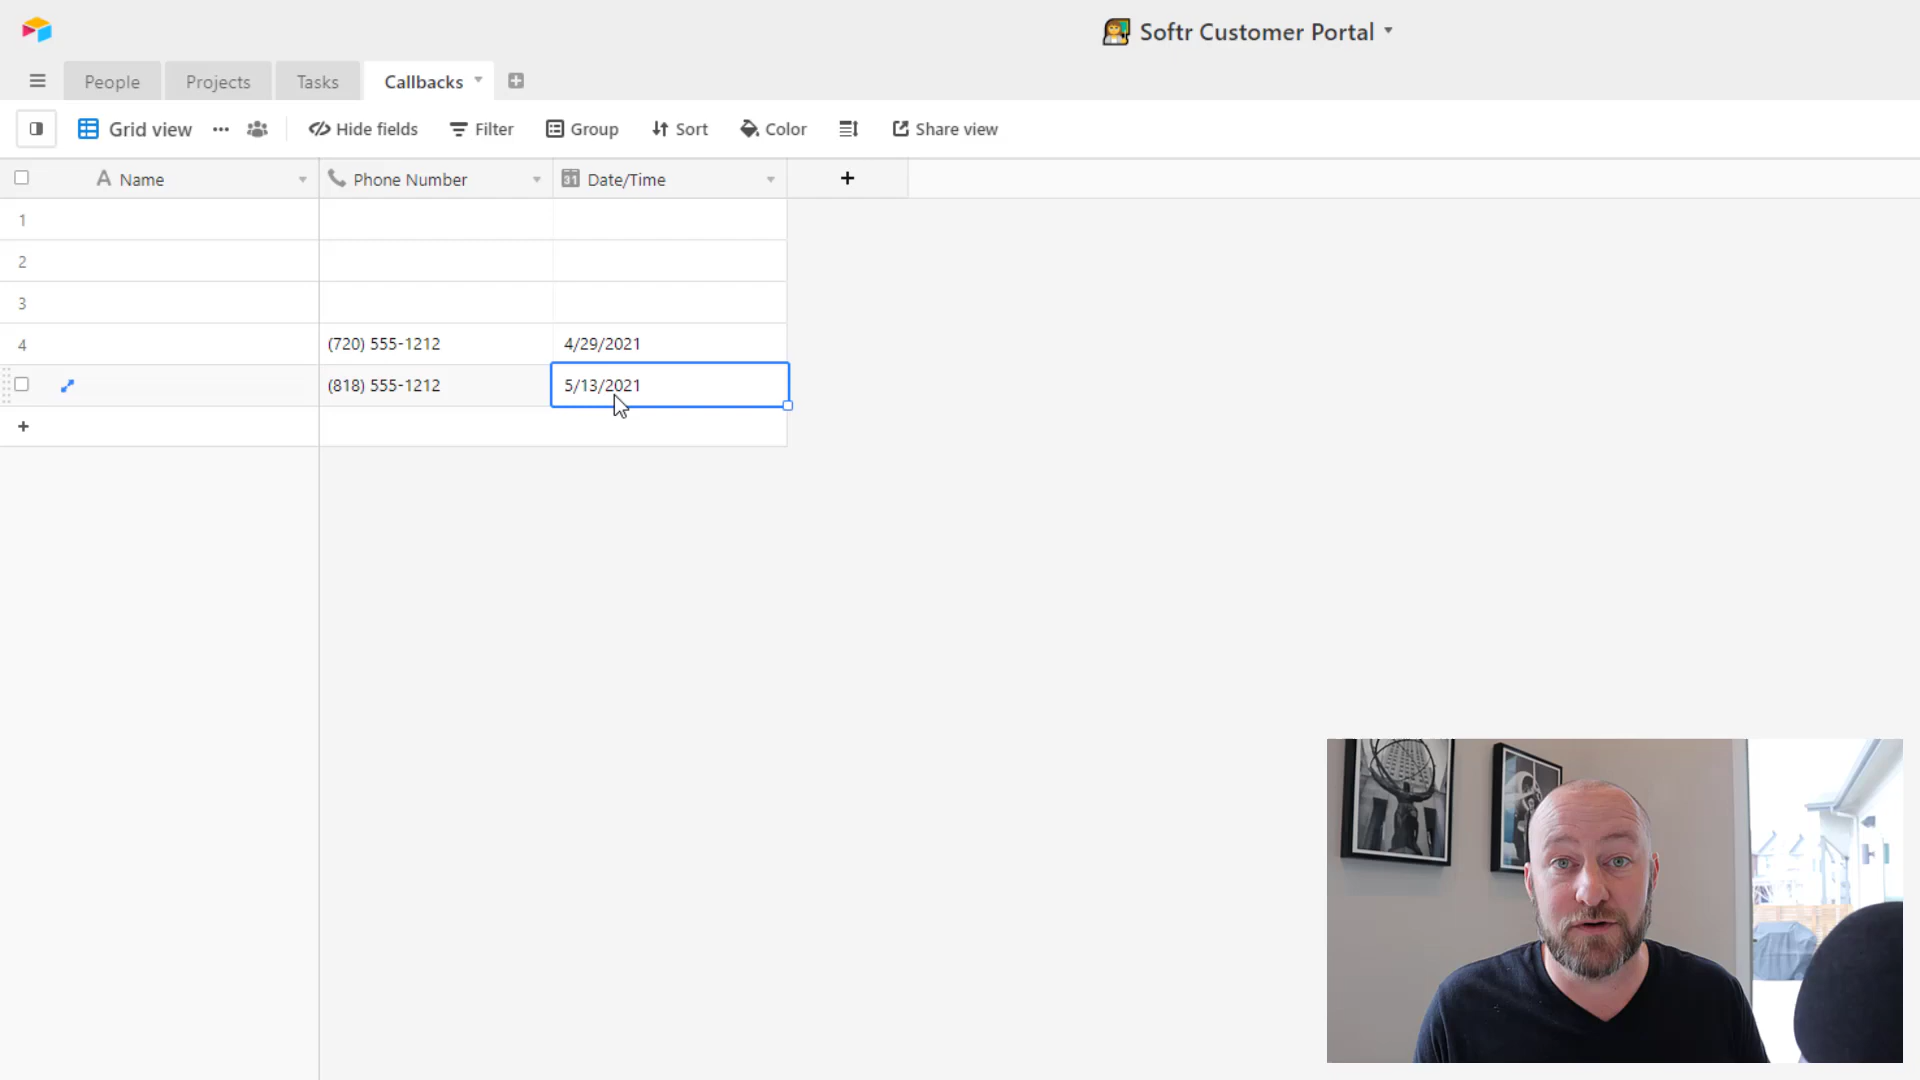 Softr Customer Portal
People Projects Tasks Callbacks
Grid view Hide fields Filter Group Sort Color Share view
Name Phone Number 31 Date/Time
1
2
3
4 (720) 555-1212 4/29/2021
(818) 555-1212 5/13/2021